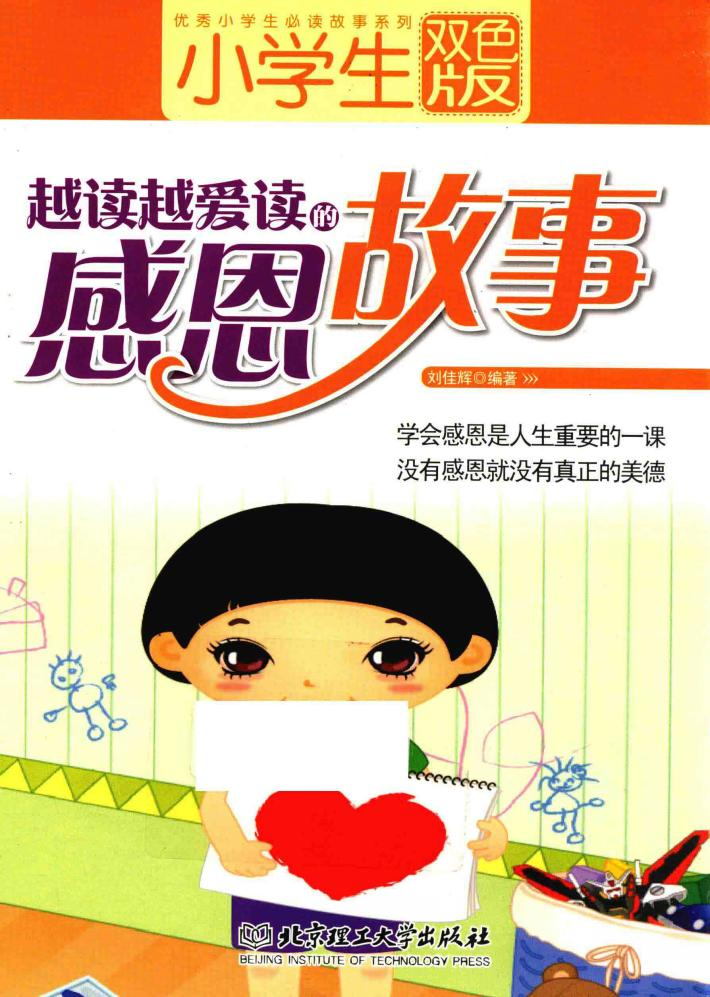 优秀小学生必读故事系列
小学生 双色版
越读越爱读的
感恩故事
刘佳辉◎编著 >>>
学会感恩是人生重要的一课
没有感恩就没有真正的美德
北京理工大学出版社
BEIJING INSTITUTE OF TECHNOLOGY PRESS